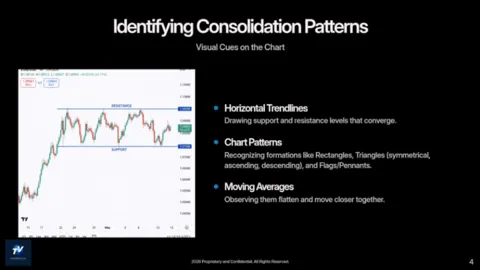 Identifying Consolidation Patterns
Visual Cues on the Chart
RESISTANCE
SUPPORT
Horizontal Trendlines
Drawing support and resistance levels that converge.
Chart Patterns
Recognizing formations like Rectangles, Triangles (symmetrical,
ascending, descending), and Flags/Pennants.
Moving Averages
Observing them flatten and move closer together.
2025 Proprietary and Confidential. All Rights Reserved.
4